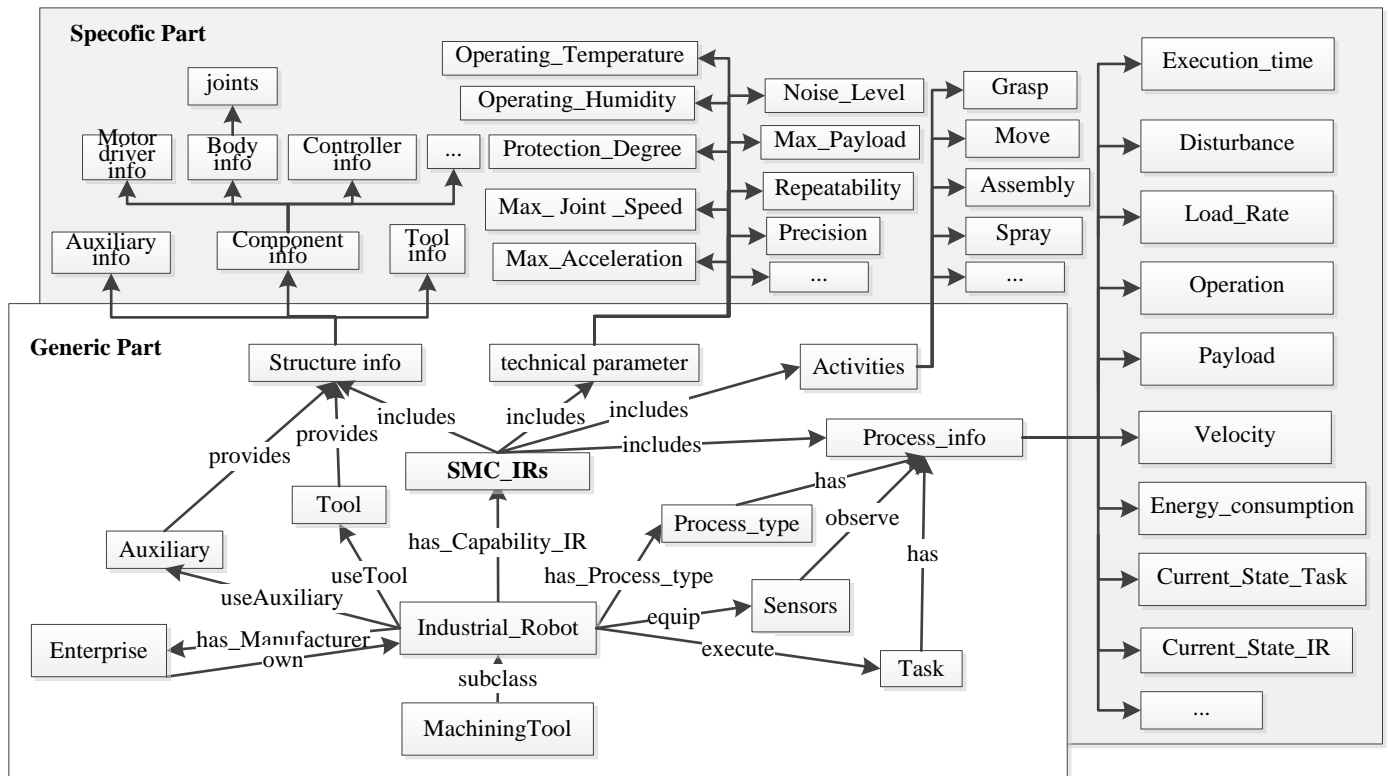 Specofic Part
joints
Motor
driver
info
Body
info
Controller
info
...
Auxiliary
info
Component
info
Tool
info
Operating_Temperature
Operating_Humidity
Protection_Degree
Max_ Joint _Speed
Max_Acceleration
Noise_Level
Max_Payload
Repeatability
Precision
...
Grasp
Move
Assembly
Spray
...
Execution_time
Disturbance
Load_Rate
Operation
Payload
Velocity
Energy_consumption
Current_State_Task
Current_State_IR
...
Generic Part
Structure info
technical parameter
Activities
Process_info
includes
includes
includes
includes
provides
provides
SMC_IRs
Tool
Auxiliary
has_Capability_IR
Process_type
has
observe
has
useTool
useAuxiliary
has_Process_type
Sensors
equip
Industrial_Robot
Enterprise
has_Manufacturer
own
execute
Task
subclass
MachiningTool